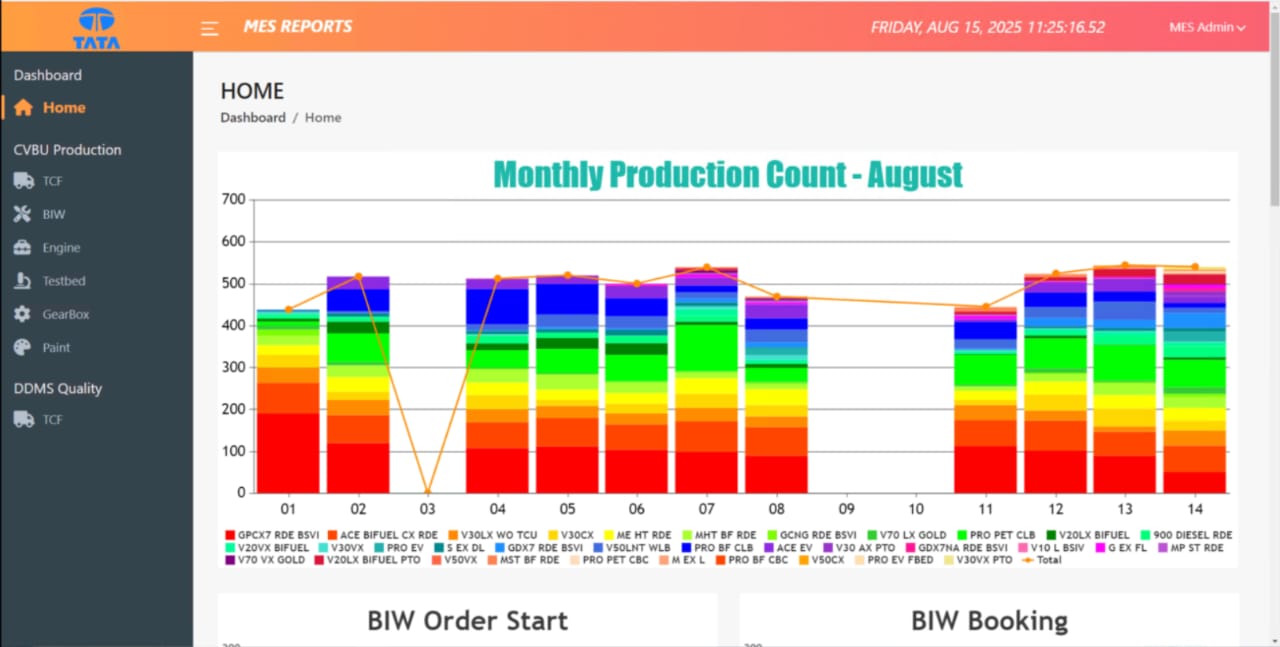 TATA
MES REPORTS
FRIDAY, AUG 15, 2025 11:25:16.52
MES Admin
Dashboard
Home
CVBU Production
TCF
BIW
Engine
Testbed
GearBox
Paint
DDMS Quality
TCF
HOME
Dashboard / Home
Monthly Production Count - August
700
600
500
400
300
200
100
0
01 02 03 04 05 06 07 08 09 10 11 12 13 14
GPCX7 RDE BSVI ACE BIFUEL CX RDE V30LX WO TCU V30CX ME HT RDE MHT BF RDE GCNG RDE BSVI V70 LX GOLD PRO PET CLB V20LX BIFUEL 900 DIESEL RDE
V20VX BIFUEL V30VX PRO EV 5 EX DL GDX7 RDE BSVI V50LNT WLB PRO BF CLB ACE EV V30 AX PTO GDX7NA RDE BSVI V10 L BSIV G EX FL MP ST RDE
V70 VX GOLD V20LX BIFUEL PTO V50VX MST BF RDE PRO PET CBC M EX L PRO BF CBC V50CX PRO EV FBED V30VX PTO Total
BIW Order Start
BIW Booking